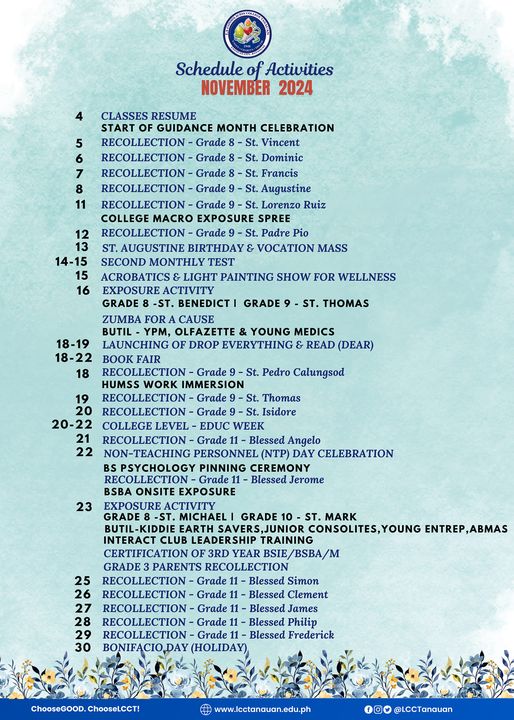 Schedule of Activities
NOVEMBER 2024
4 CLASSES RESUME
START OF GUIDANCE MONTH CELEBRATION
5 RECOLLECTION - Grade 8 - St. Vincent
6 RECOLLECTION - Grade 8 - St. Dominic
7 RECOLLECTION - Grade 8 - St. Francis
8 RECOLLECTION - Grade 9 - St. Augustine
11 RECOLLECTION - Grade 9 - St. Lorenzo Ruiz
COLLEGE MACRO EXPOSURE SPREE
12 RECOLLECTION - Grade 9 - St. Padre Pio
13 ST. AUGUSTINE BIRTHDAY & VOCATION MASS
14-15 SECOND MONTHLY TEST
15 ACROBATICS & LIGHT PAINTING SHOW FOR WELLNESS
16 EXPOSURE ACTIVITY
GRADE 8 -ST. BENEDICT | GRADE 9 - ST. THOMAS
ZUMBA FOR A CAUSE
BUTIL - YPM, OLFAZETTE & YOUNG MEDICS
18-19 LAUNCHING OF DROP EVERYTHING & READ (DEAR)
18-22 BOOK FAIR
18 RECOLLECTION - Grade 9 - St. Pedro Calungsod
HUMSS WORK IMMERSION
19 RECOLLECTION - Grade 9 - St. Thomas
20 RECOLLECTION - Grade 9 - St. Isidore
20-22 COLLEGE LEVEL - EDUC WEEK
21 RECOLLECTION - Grade 11 - Blessed Angelo
22 NON-TEACHING PERSONNEL (NTP) DAY CELEBRATION
BS PSYCHOLOGY PINNING CEREMONY
RECOLLECTION - Grade 11 - Blessed Jerome
BSBA ONSITE EXPOSURE
23 EXPOSURE ACTIVITY
GRADE 8 -ST. MICHAEL | GRADE 10 - ST. MARK
BUTIL-KIDDIE EARTH SAVERS,JUNIOR CONSOLITES,YOUNG ENTREP,ABMAS
INTERACT CLUB LEADERSHIP TRAINING
CERTIFICATION OF 3RD YEAR BSIE/BSBA/M
GRADE 3 PARENTS RECOLLECTION
25 RECOLLECTION - Grade 11 - Blessed Simon
26 RECOLLECTION - Grade 11 - Blessed Clement
27 RECOLLECTION - Grade 11 - Blessed James
28 RECOLLECTION - Grade 11 - Blessed Philip
29 RECOLLECTION - Grade 11 - Blessed Frederick
30 BONIFACIO DAY (HOLIDAY)
ChooseGOOD. ChooseLCCT!
www.lcctanauan.edu.ph
@LCCTanauan